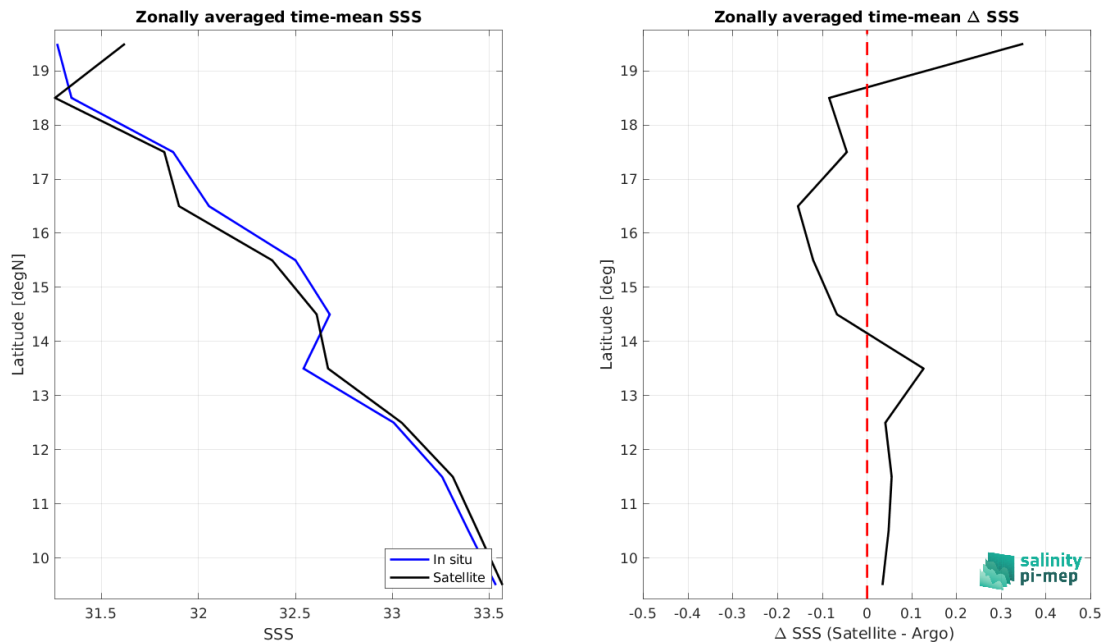 Zonally averaged time-mean SSS
19
18
17
16
15
14
13
12
11
10
Latitude [degN]
31.5 32 32.5 33 33.5
SSS
In situ
Satellite
Zonally averaged time-mean Δ SSS
19
18
17
16
15
14
13
12
11
10
Latitude [deg]
-0.5 -0.4 -0.3 -0.2 -0.1 0 0.1 0.2 0.3 0.4 0.5
Δ SSS (Satellite - Argo)
salinity
pi-mep